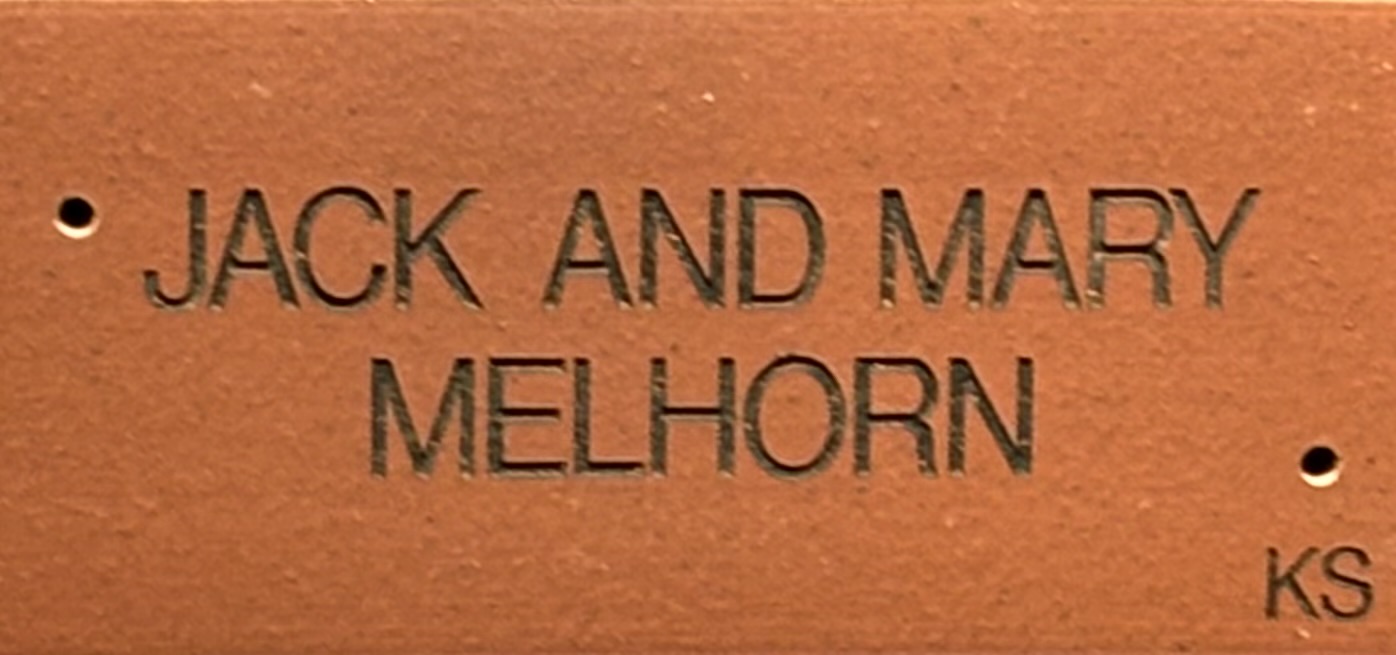 JACK AND MARY
MELHORN
KS